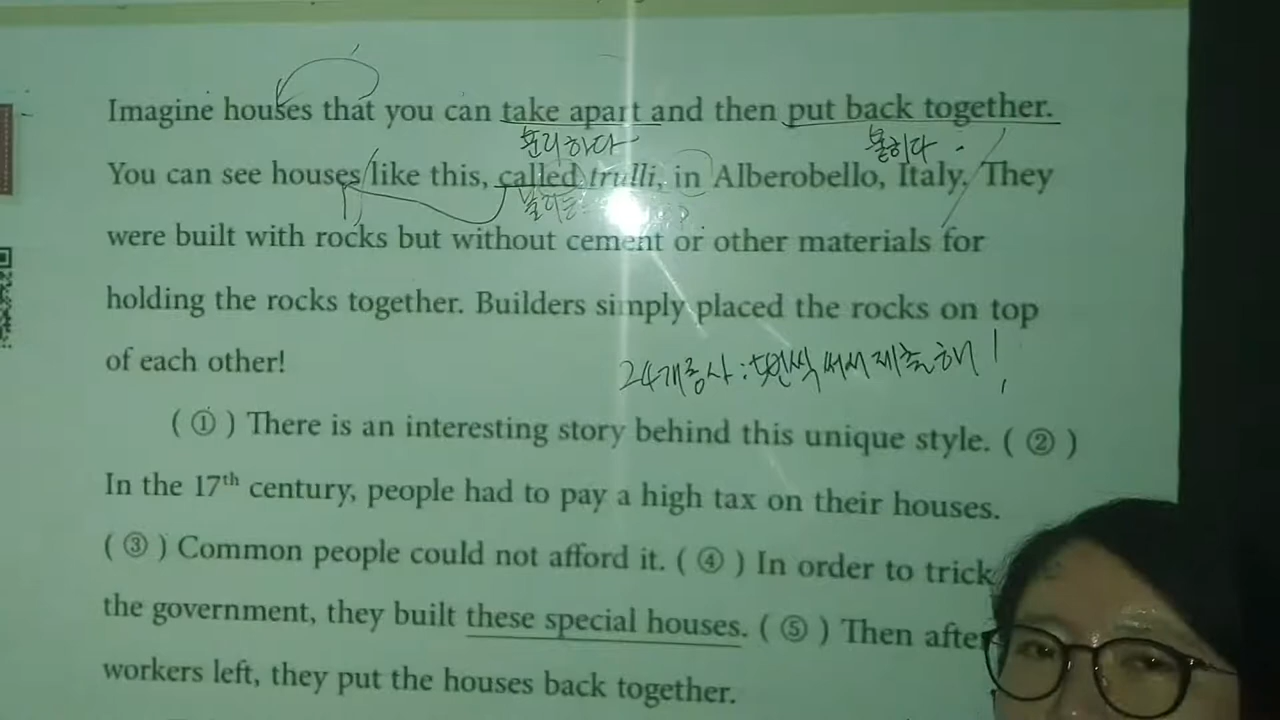 Imagine houses that you can take apart and then put back together.
분리하다
You can see houses like this, called trulli, in Alberobello, Italy. They
were built with rocks but without cement or other materials for
holding the rocks together. Builders simply placed the rocks on top
of each other!
( ① ) There is an interesting story behind this unique style. ( ② )
In the 17th century, people had to pay a high tax on their houses.
( ③ ) Common people could not afford it. ( ④ ) In order to trick
the government, they built these special houses. ( ⑤ ) Then after
workers left, they put the houses back together.